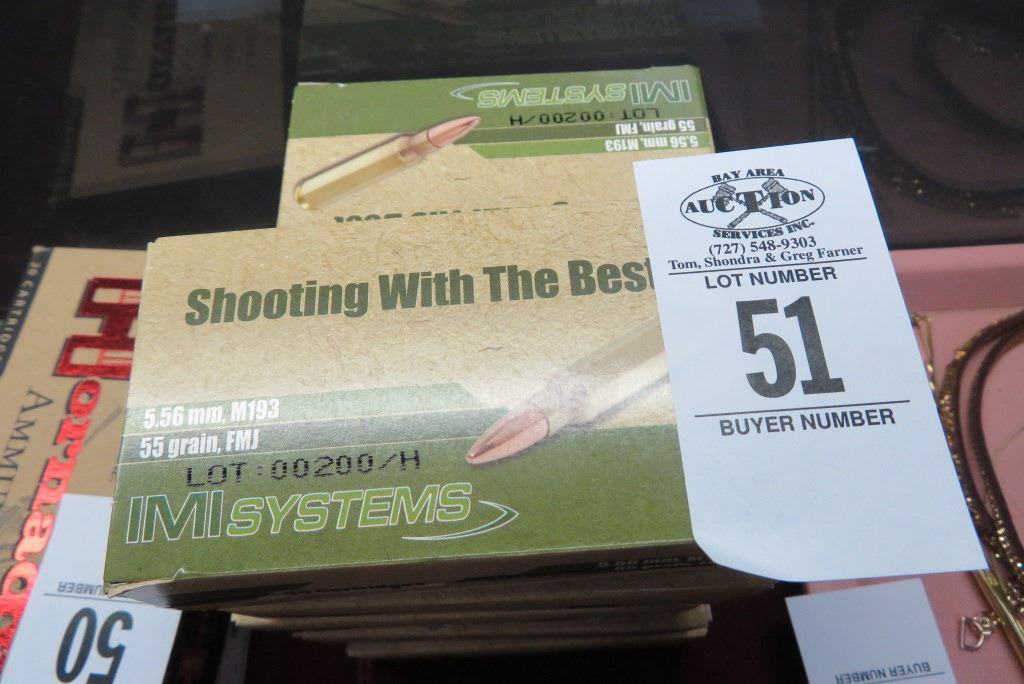 IMI SYSTEMS
LOT:00200/H
55 grain, FMJ
5.56 mm, M193
Shooting With The Best
5.56 mm, M193
55 grain, FMJ
LOT:00200/H
IMI SYSTEMS
BAY AREA
AUCTION
SERVICES INC.
(727) 548-9303
Tom, Shondra & Greg Farner
LOT NUMBER
51
BUYER NUMBER
Hornad
NUMBER
50
BUYER NUMBER